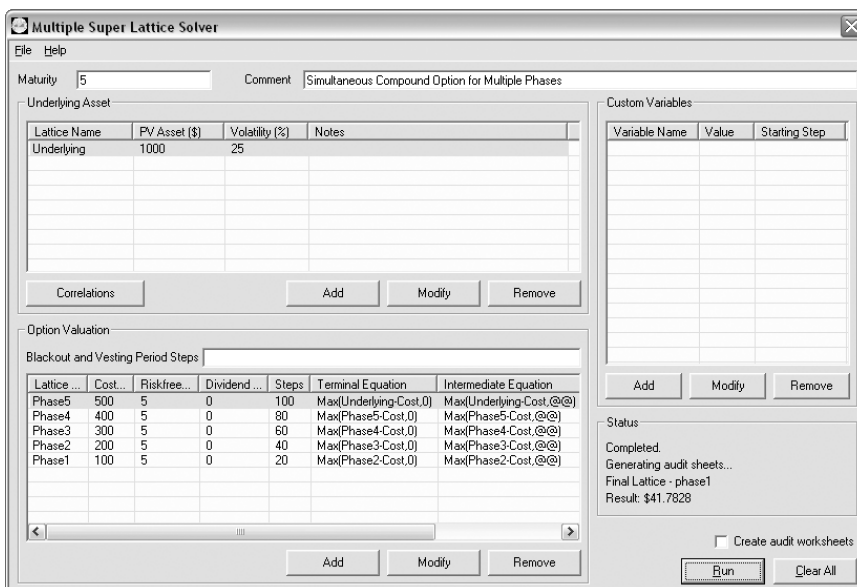 Multiple Super Lattice Solver
File Help
Maturity 5 Comment Simultaneous Compound Option for Multiple Phases
Underlying Asset
Lattice Name PV Asset ($) Volatility (%) Notes
Underlying 1000 25
Correlations Add Modify Remove
Custom Variables
Variable Name Value Starting Step
Add Modify Remove
Option Valuation
Blackout and Vesting Period Steps
Lattice ... Cost... Riskfree... Dividend ... Steps Terminal Equation Intermediate Equation
Phase5 500 5 0 100 Max(Underlying-Cost,0) Max(Underlying-Cost,@@)
Phase4 400 5 0 80 Max(Phase5-Cost,0) Max(Phase5-Cost,@@)
Phase3 300 5 0 60 Max(Phase4-Cost,0) Max(Phase4-Cost,@@)
Phase2 200 5 0 40 Max(Phase3-Cost,0) Max(Phase3-Cost,@@)
Phase1 100 5 0 20 Max(Phase2-Cost,0) Max(Phase2-Cost,@@)
Add Modify Remove
Status
Completed.
Generating audit sheets...
Final Lattice - phase1
Result: $41.7828
Create audit worksheets
Run Clear All